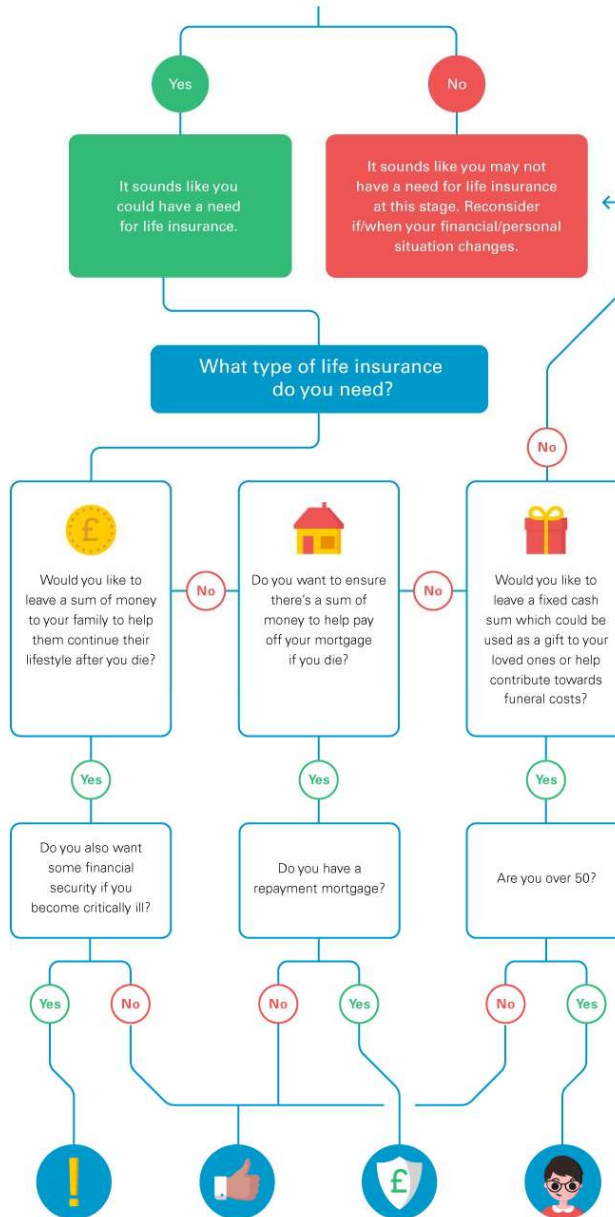 Yes
No
It sounds like you
could have a need
for life insurance.
It sounds like you may not
have a need for life insurance
at this stage. Reconsider
if/when your financial/personal
situation changes.
What type of life insurance
do you need?
No
£
Would you like to
leave a sum of money
to your family to help
them continue their
lifestyle after you die?
No
Do you want to ensure
there's a sum of
money to help pay
off your mortgage
if you die?
No
Would you like to
leave a fixed cash
sum which could be
used as a gift to your
loved ones or help
contribute towards
funeral costs?
Yes
Yes
Yes
Do you also want
some financial
security if you
become critically ill?
Do you have a
repayment mortgage?
Are you over 50?
Yes
No
No
Yes
No
Yes
!
£